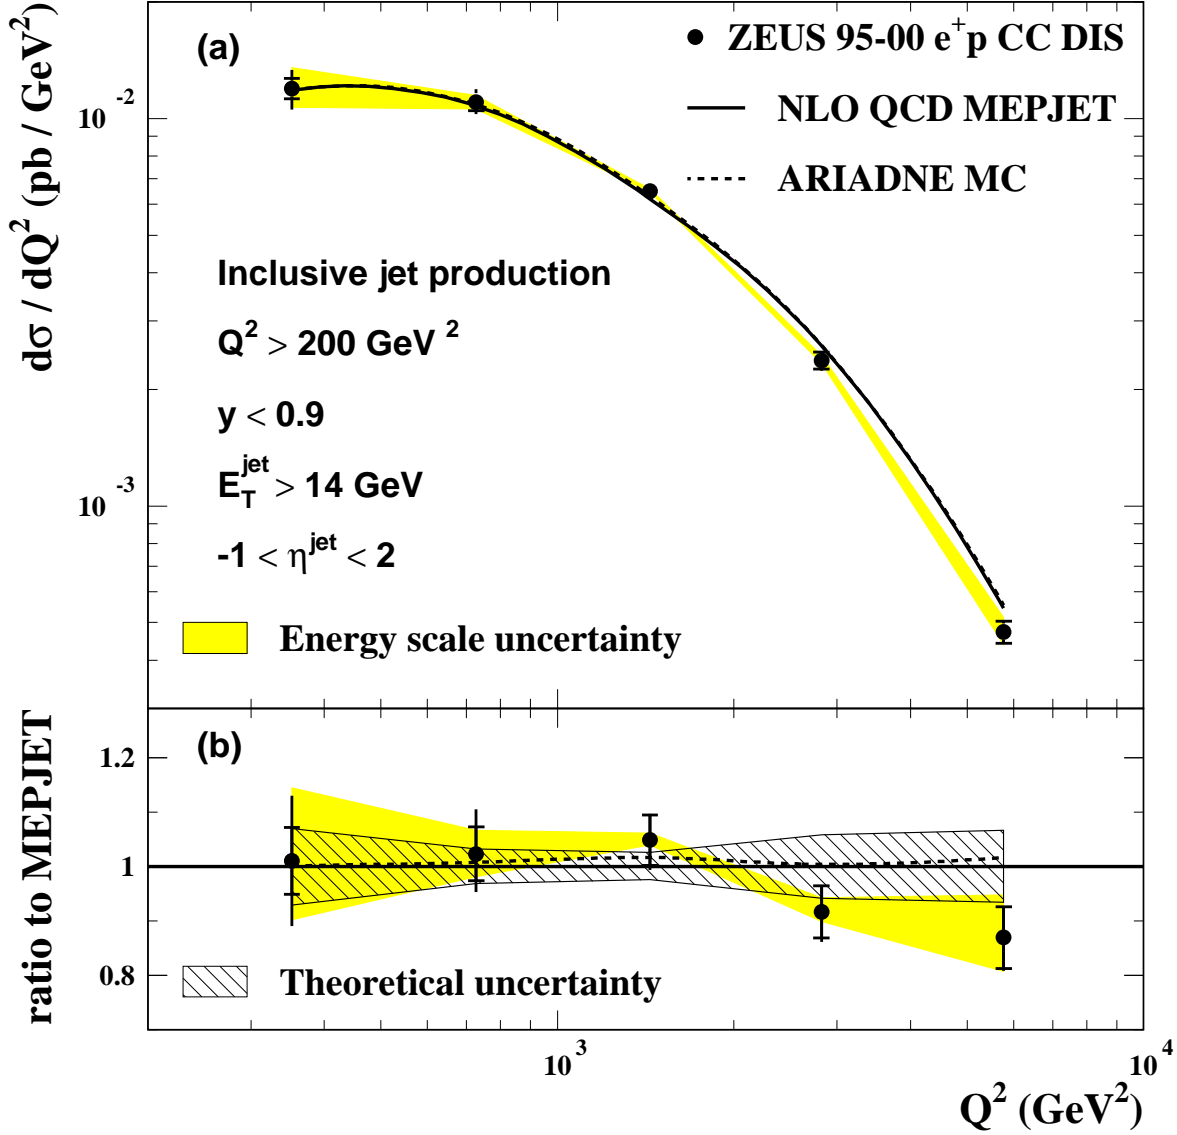 (a)
ZEUS 95-00 e⁺p CC DIS
NLO QCD MEPJET
ARIADNE MC
dσ / dQ² (pb / GeV²)
10⁻²
10⁻³
Inclusive jet production
Q² > 200 GeV ²
y < 0.9
E_T^jet > 14 GeV
-1 < η^jet < 2
Energy scale uncertainty
(b)
ratio to MEPJET
1.2
1
0.8
Theoretical uncertainty
10³
10⁴
Q² (GeV²)